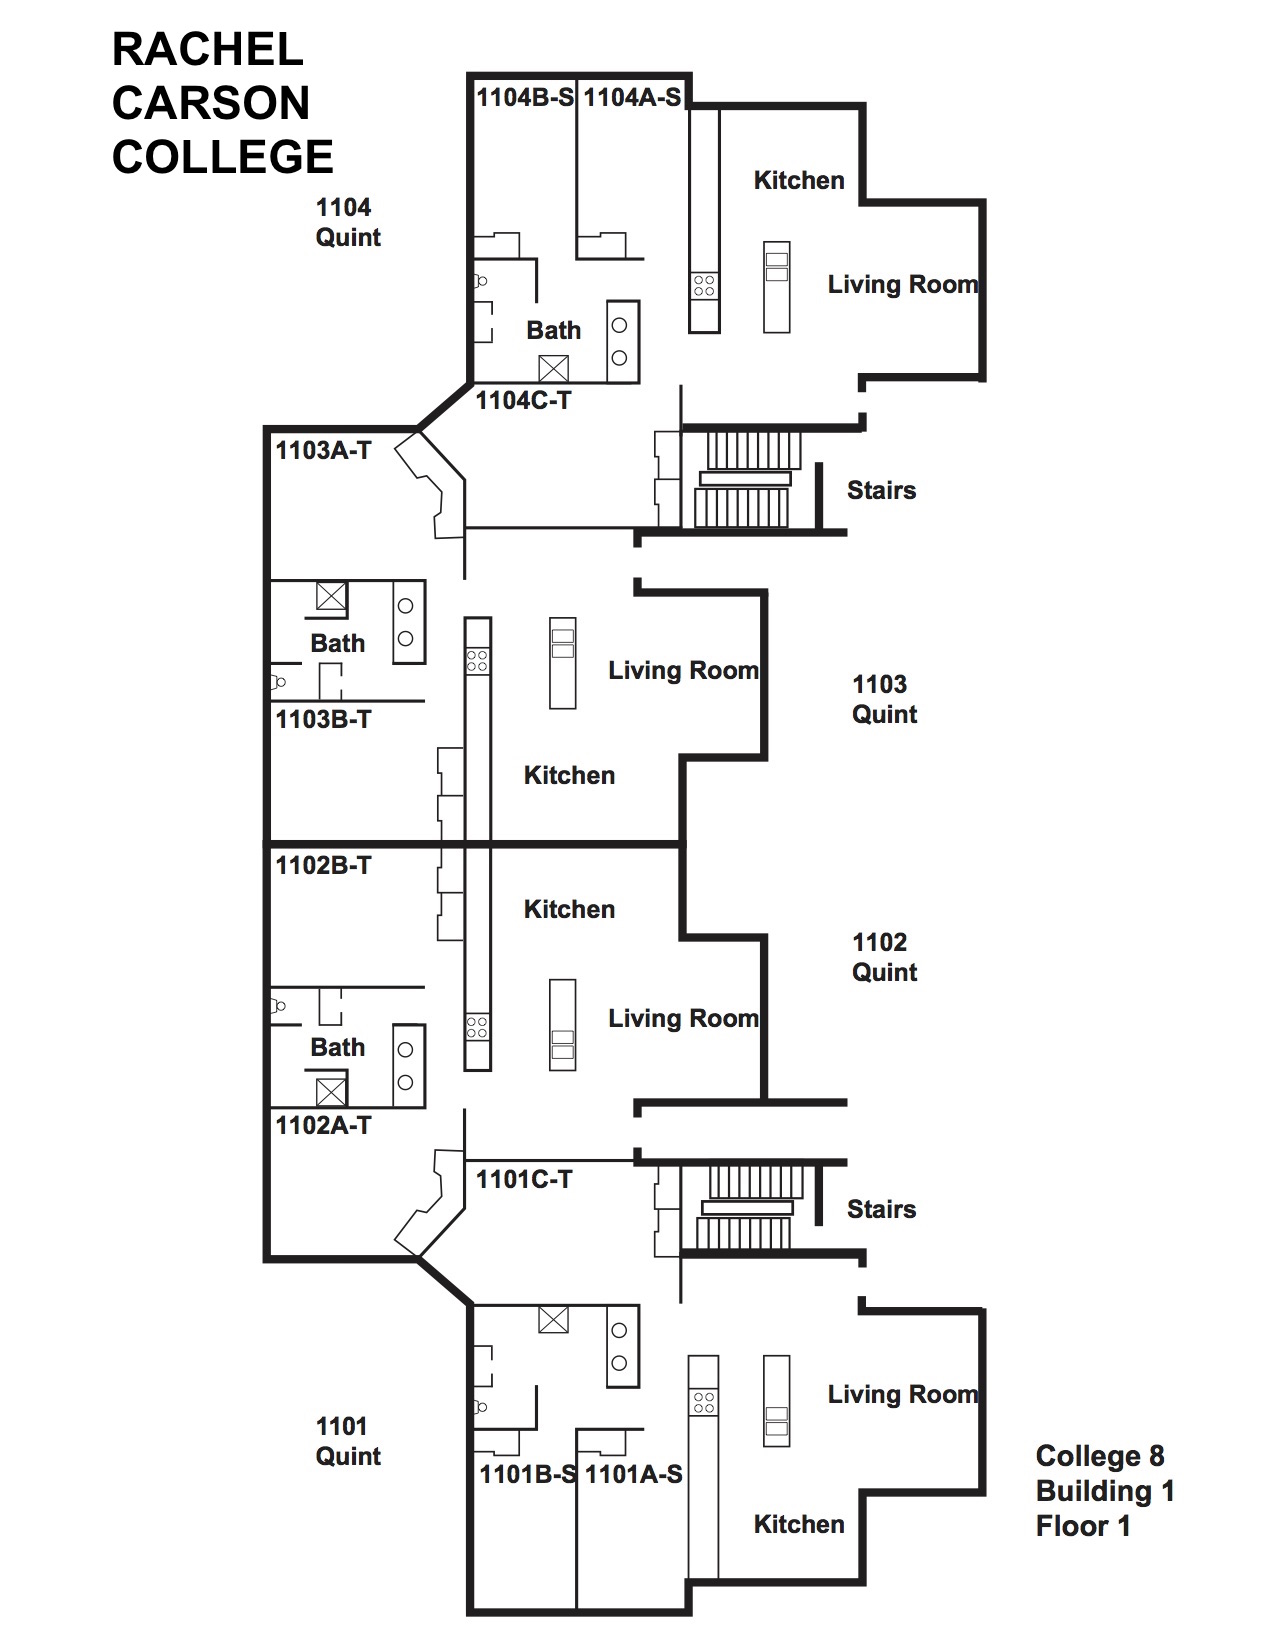 RACHEL
CARSON
COLLEGE
1104B-S
1104A-S
Kitchen
1104
Quint
Living Room
Bath
1104C-T
1103A-T
Stairs
Bath
Living Room
1103
Quint
1103B-T
Kitchen
1102B-T
Kitchen
1102
Quint
Living Room
Bath
1102A-T
1101C-T
Stairs
Living Room
1101
Quint
1101B-S
1101A-S
Kitchen
College 8
Building 1
Floor 1